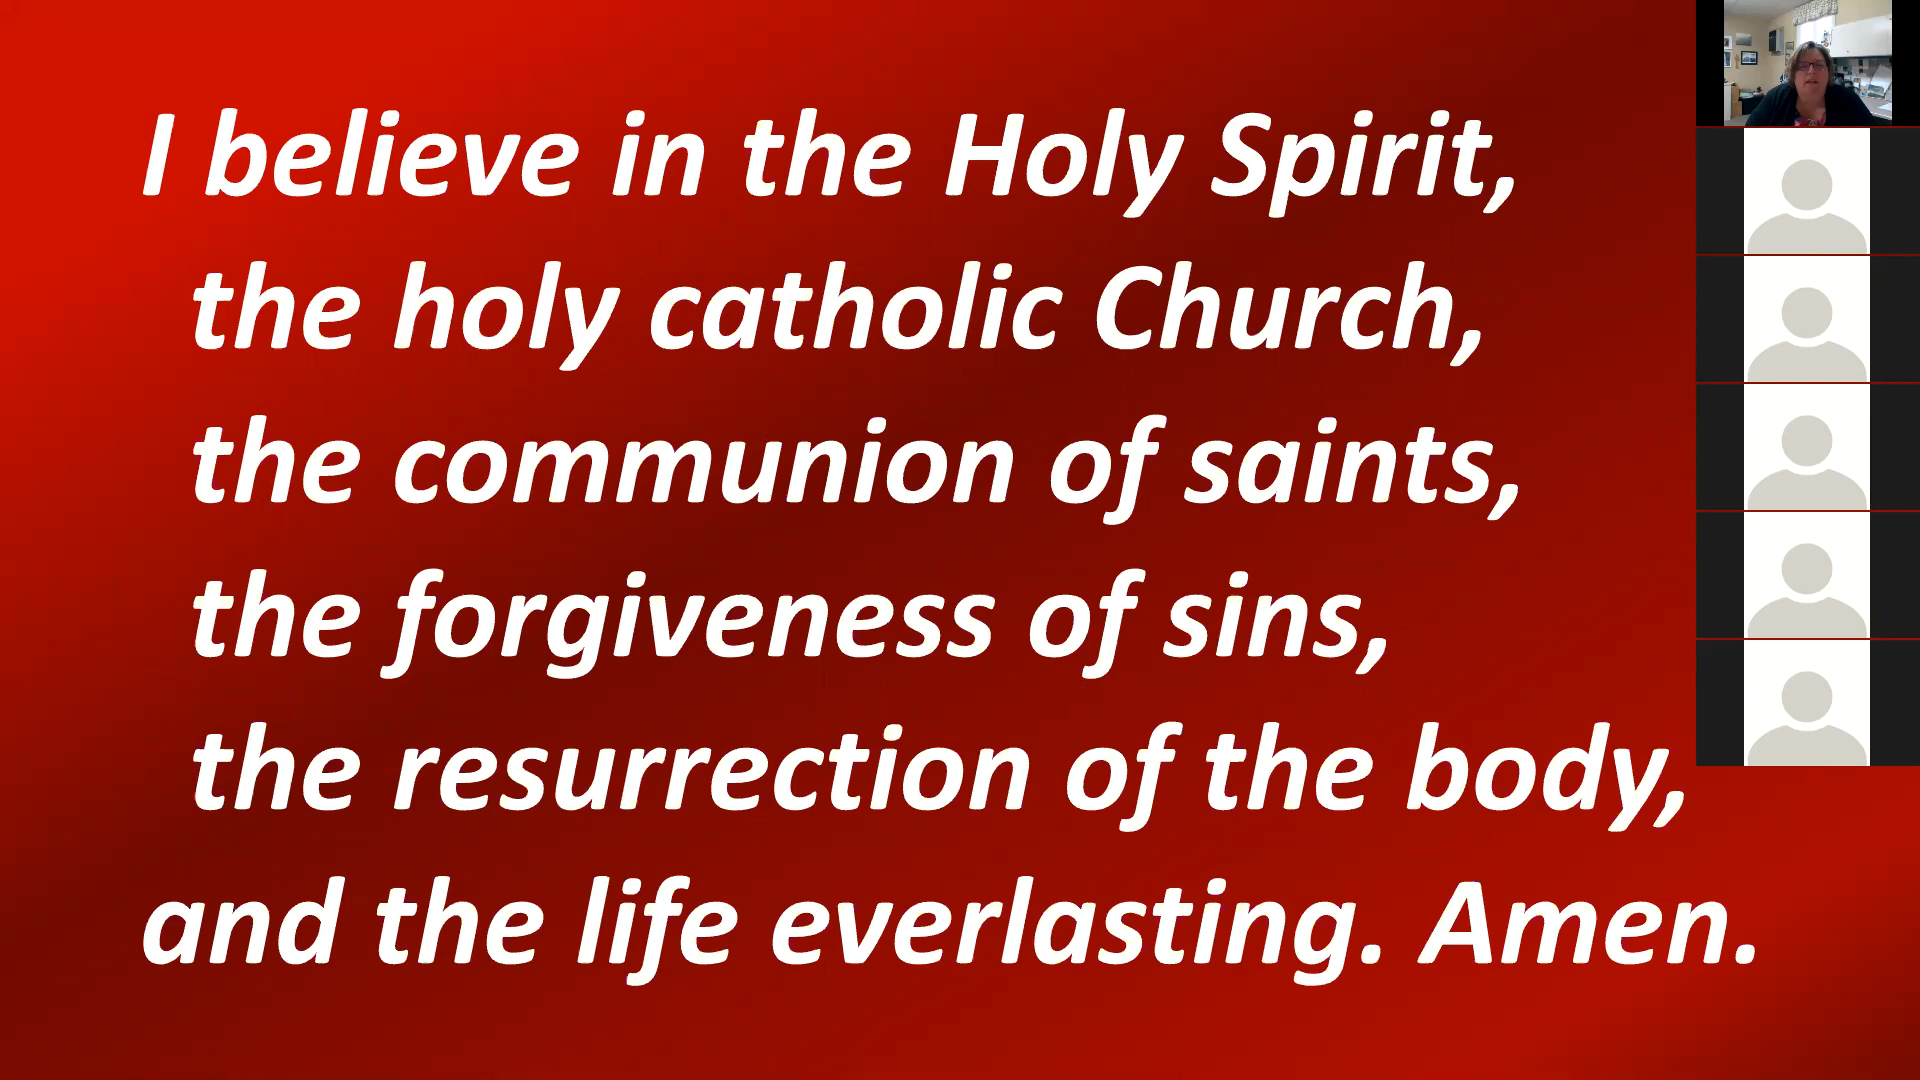 I believe in the Holy Spirit,
the holy catholic Church,
the communion of saints,
the forgiveness of sins,
the resurrection of the body,
and the life everlasting. Amen.